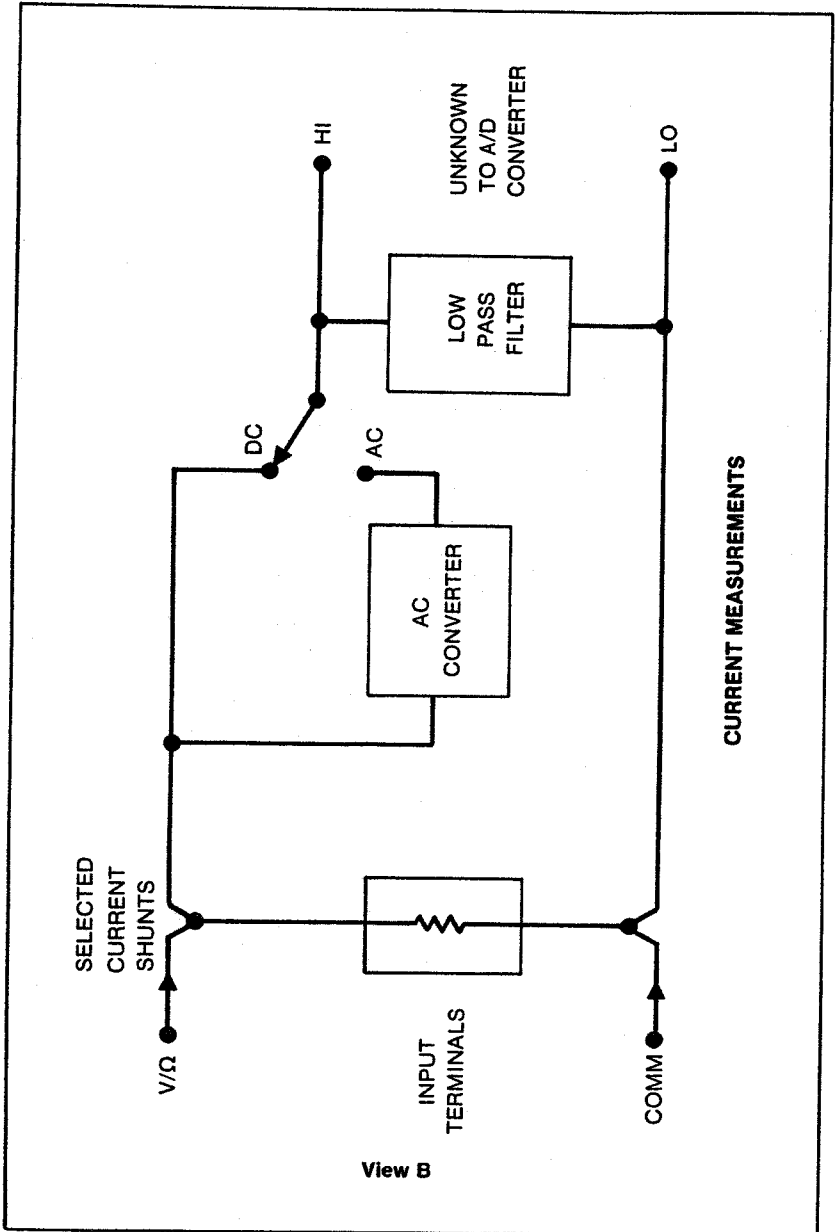 SELECTED
CURRENT
SHUNTS
V/Ω
INPUT
TERMINALS
COMM
DC
AC
AC
CONVERTER
LOW
PASS
FILTER
HI
UNKNOWN
TO A/D
CONVERTER
LO
CURRENT MEASUREMENTS
View B